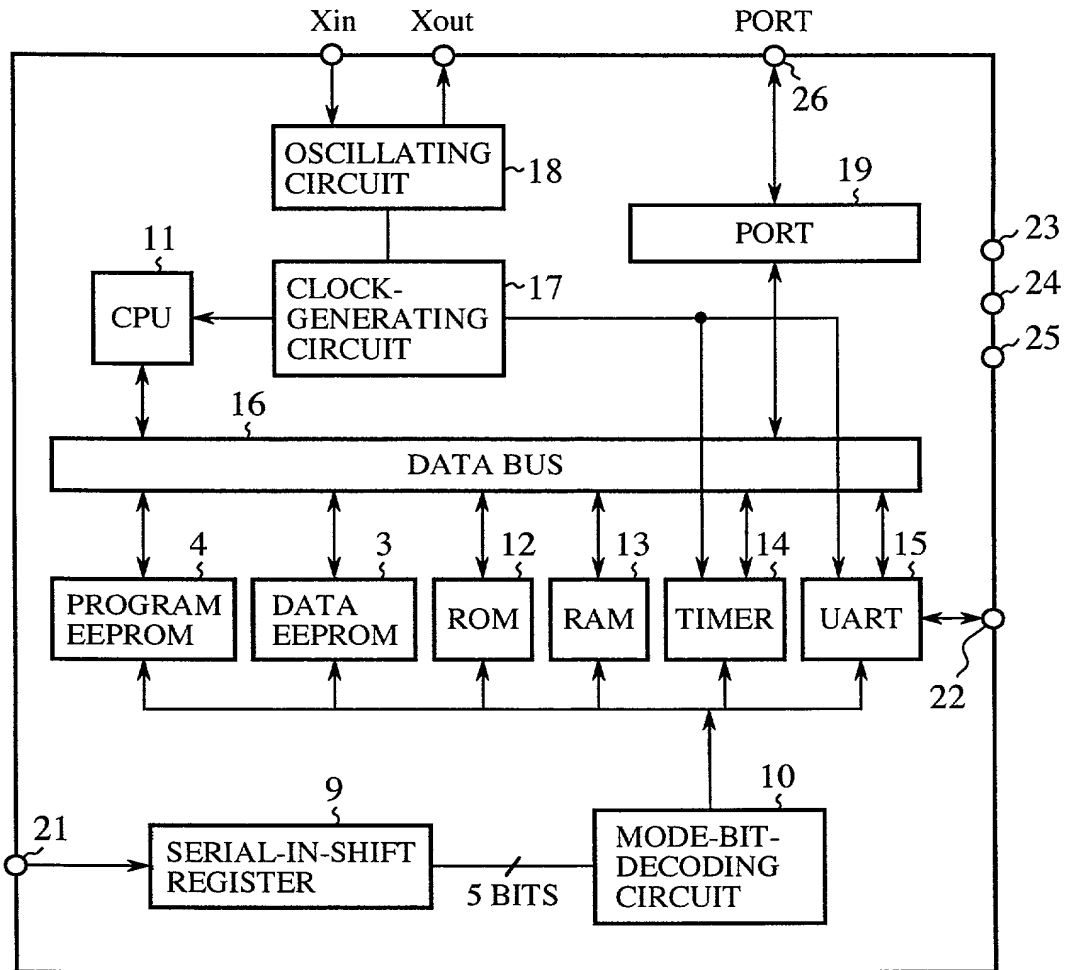 Xin Xout PORT
26
OSCILLATING
CIRCUIT
18
19
PORT
23
11
CPU
CLOCK-
GENERATING
CIRCUIT
17
24
25
16
DATA BUS
4 3 12 13 14 15
PROGRAM
EEPROM
DATA
EEPROM
ROM
RAM
TIMER
UART
22
9
10
21
SERIAL-IN-SHIFT
REGISTER
5 BITS
MODE-BIT-
DECODING
CIRCUIT